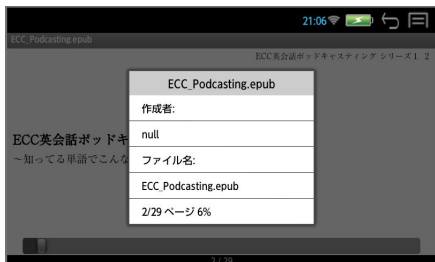 21:06
ECC_Podcasting.epub
ECC英会話ポッドキャスティング シリーズ1 2
ECC_Podcasting.epub
作成者:
null
ECC英会話ポッドキ
~知ってる単語でこんな
ファイル名:
ECC_Podcasting.epub
2/29 ページ 6%
2 / 29